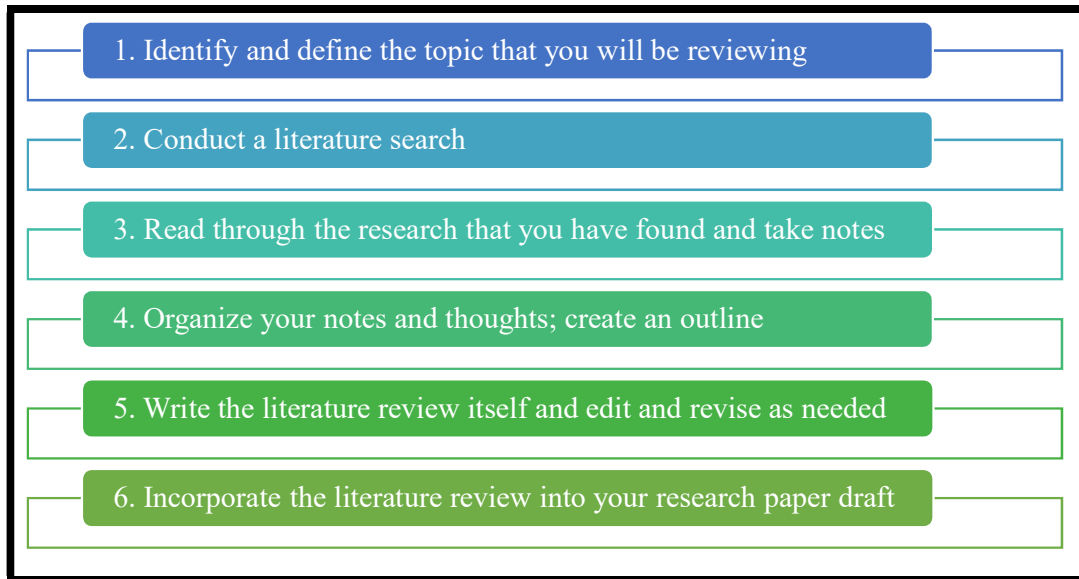 1. Identify and define the topic that you will be reviewing
2. Conduct a literature search
3. Read through the research that you have found and take notes
4. Organize your notes and thoughts; create an outline
5. Write the literature review itself and edit and revise as needed
6. Incorporate the literature review into your research paper draft